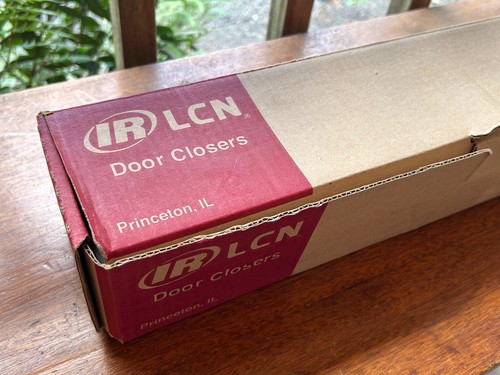 IR LCN
Door Closers
Princeton, IL
IR LCN
Door Closers
Princeton, IL